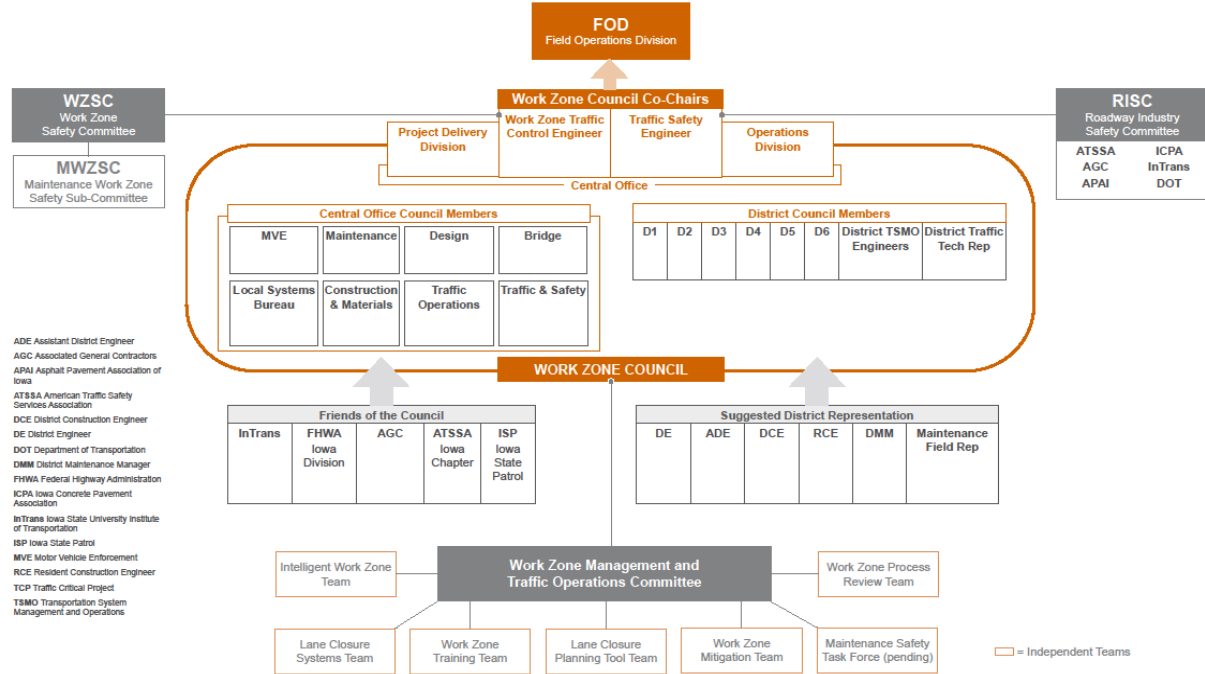 FOD
Field Operations Division
WZSC
Work Zone
Safety Committee
MWZSC
Maintenance Work Zone
Safety Sub-Committee
Work Zone Council Co-Chairs
Project Delivery
Division
Work Zone Traffic
Control Engineer
Traffic Safety
Engineer
Operations
Division
Central Office
RISC
Roadway Industry
Safety Committee
ATSSA ICPA
AGC InTrans
APAI DOT
Central Office Council Members
MVE
Maintenance
Design
Bridge
Local Systems
Bureau
Construction
& Materials
Traffic
Operations
Traffic & Safety
District Council Members
D1
D2
D3
D4
D5
D6
District TSMO
Engineers
District Traffic
Tech Rep
WORK ZONE COUNCIL
ADE Assistant District Engineer
AGC Associated General Contractors
APAI Asphalt Pavement Association of
Iowa
ATSSA American Traffic Safety
Services Association
DCE District Construction Engineer
DE District Engineer
DOT Department of Transportation
DMM District Maintenance Manager
FHWA Federal Highway Administration
ICPA Iowa Concrete Pavement
Association
InTrans Iowa State University Institute
of Transportation
ISP Iowa State Patrol
MVE Motor Vehicle Enforcement
RCE Resident Construction Engineer
TCP Traffic Critical Project
TSMO Transportation System
Management and Operations
Friends of the Council
InTrans
FHWA
Iowa
Division
AGC
ATSSA
Iowa
Chapter
ISP
Iowa
State
Patrol
Suggested District Representation
DE
ADE
DCE
RCE
DMM
Maintenance
Field Rep
Intelligent Work Zone
Team
Work Zone Management and
Traffic Operations Committee
Work Zone Process
Review Team
Lane Closure
Systems Team
Work Zone
Training Team
Lane Closure
Planning Tool Team
Work Zone
Mitigation Team
Maintenance Safety
Task Force (pending)
= Independent Teams